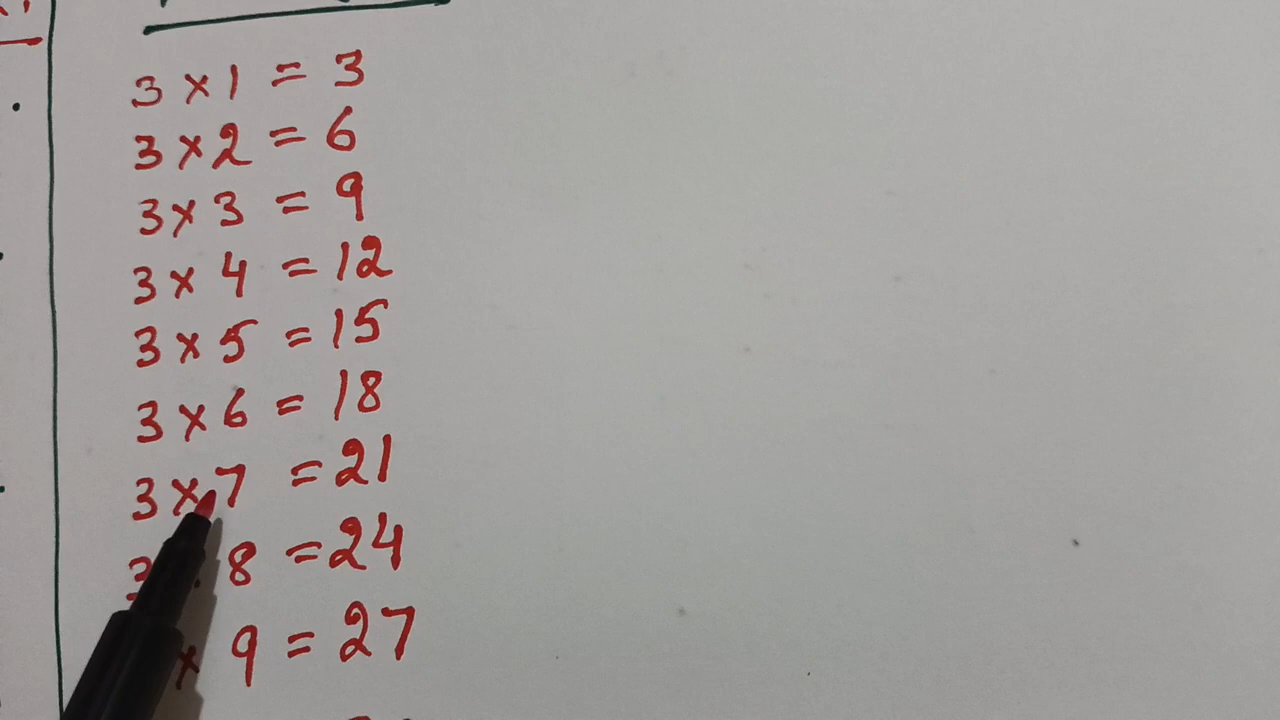 3 × 1 = 3
3 × 2 = 6
3 × 3 = 9
3 × 4 = 12
3 × 5 = 15
3 × 6 = 18
3 × 7 = 21
3 8 = 24
× 9 = 27